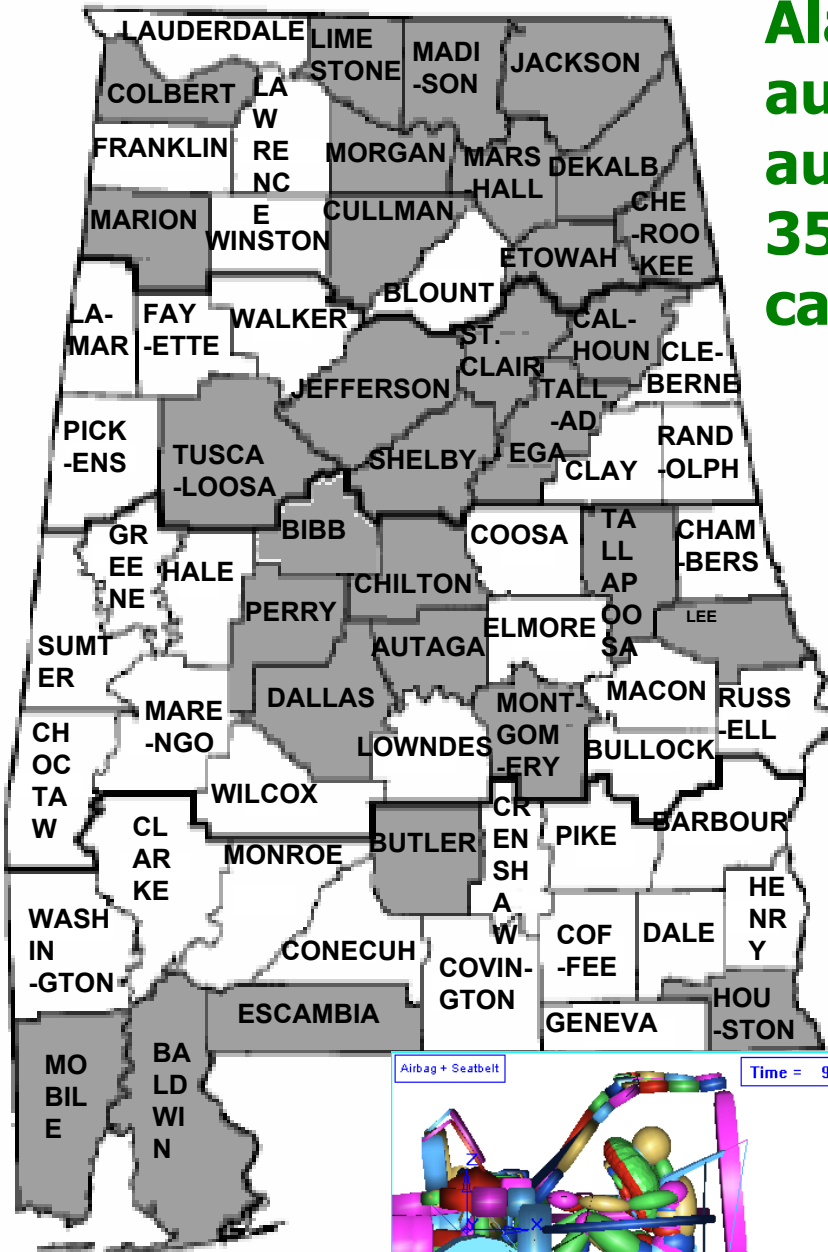 LAUDERDALE
LIME
STONE
MADI
-SON
JACKSON
COLBERT
LA
W
RE
NC
E
FRANKLIN
MORGAN
MARS
-HALL
DEKALB
CHE
-ROO
-KEE
MARION
WINSTON
CULLMAN
ETOWAH
BLOUNT
LA-
MAR
FAY
-ETTE
WALKER
ST.
CLAIR
CAL-
HOUN
CLE-
BERNE
JEFFERSON
TALL
-AD
EGA
PICK
-ENS
TUSCA
-LOOSA
SHELBY
CLAY
RAND
-OLPH
BIBB
COOSA
TA
LL
AP
OO
SA
CHAM
-BERS
GR
EE
NE
HALE
CHILTON
PERRY
AUTAGA
ELMORE
LEE
SUMT
ER
DALLAS
MACON
RUSS
-ELL
MARE
-NGO
MONT-
GOM
-ERY
LOWNDES
BULLOCK
CH
OC
TA
W
WILCOX
CL
AR
KE
MONROE
BUTLER
CR
EN
SH
A
W
PIKE
BARBOUR
HE
NR
Y
WASH
IN
-GTON
CONECUH
COVIN-
GTON
COF
-FEE
DALE
ESCAMBIA
GENEVA
HOU
-STON
MO
BIL
E
BA
LD
WI
N
Ala
au
au
35
ca
Airbag + Seatbelt
Time = 9
Z
Y
X